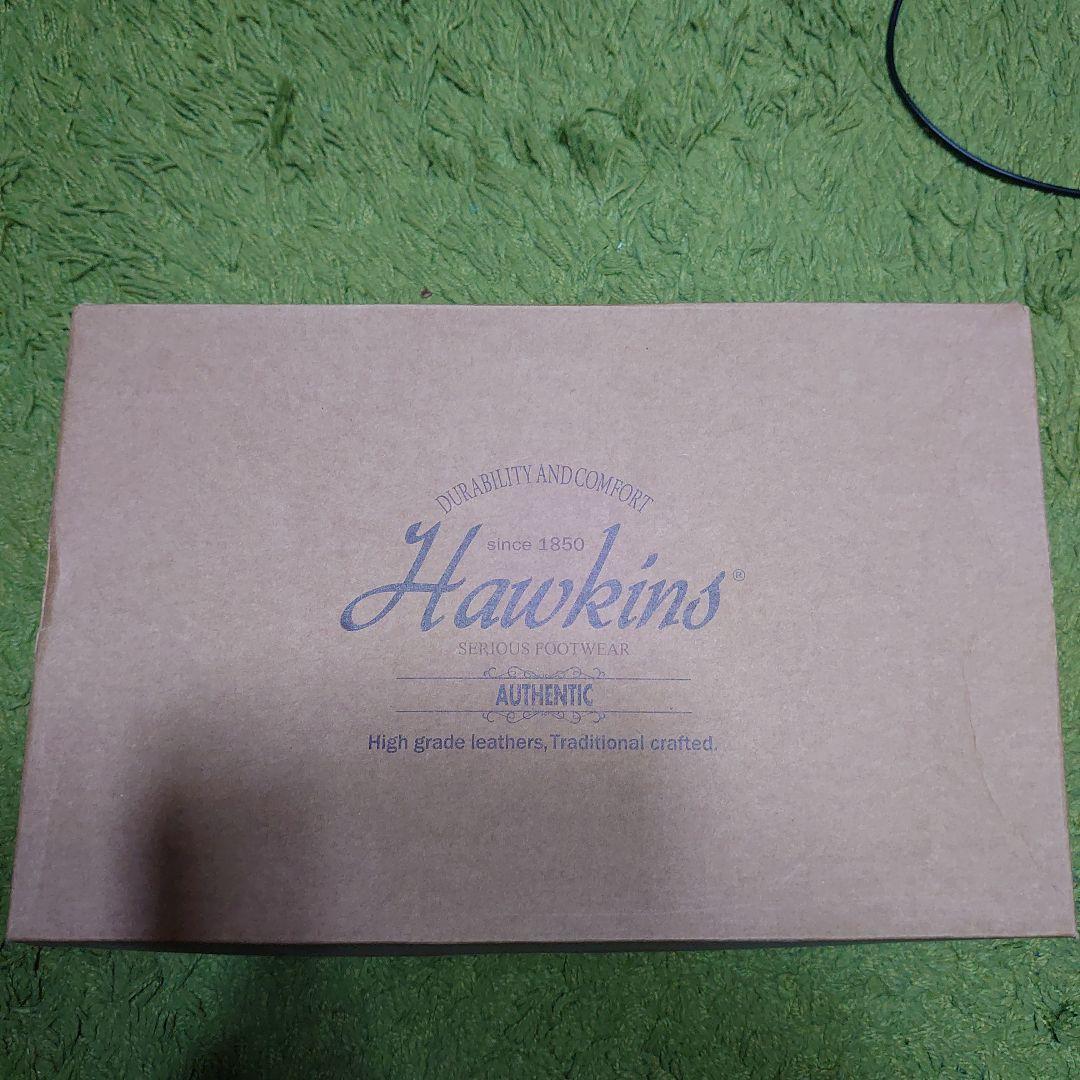 DURABILITY AND COMFORT
since 1850
Hawkins®
SERIOUS FOOTWEAR
AUTHENTIC
High grade leathers, Traditional crafted.